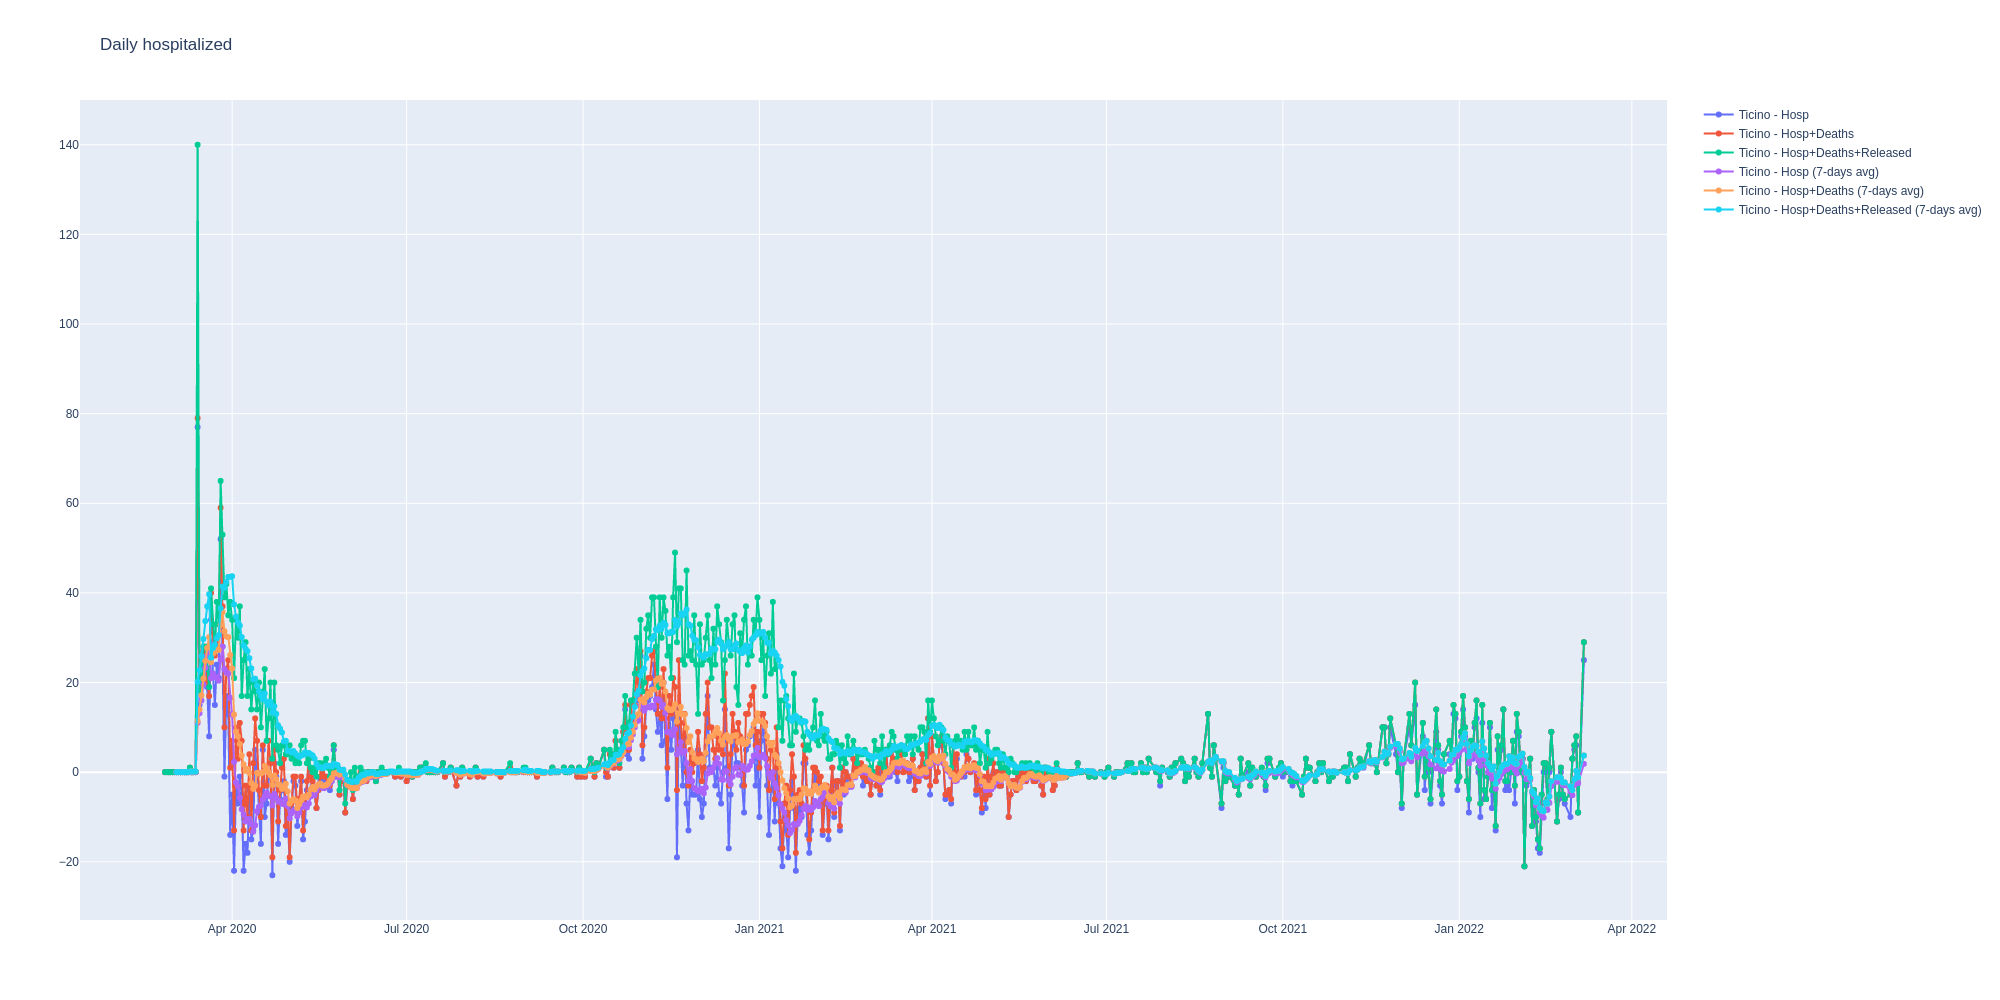 Daily hospitalized
140
120
100
80
60
40
20
0
−20
Apr 2020
Jul 2020
Oct 2020
Jan 2021
Apr 2021
Jul 2021
Oct 2021
Jan 2022
Apr 2022
Ticino - Hosp
Ticino - Hosp+Deaths
Ticino - Hosp+Deaths+Released
Ticino - Hosp (7-days avg)
Ticino - Hosp+Deaths (7-days avg)
Ticino - Hosp+Deaths+Released (7-days avg)